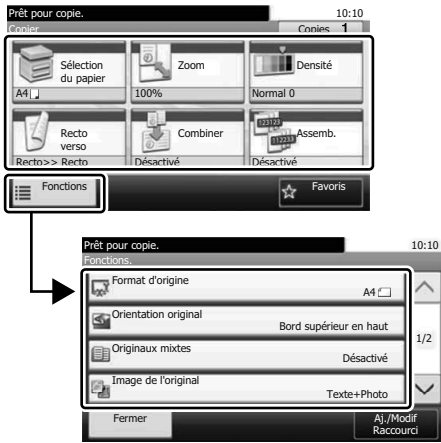 Prêt pour copie. 10:10
Copier Copies 1
Sélection du papier
A4
Zoom
100%
Densité
Normal 0
Recto verso
Recto>> Recto
Combiner
Désactivé
123123
112233
Assemb.
Désactivé
Fonctions
Favoris
Prêt pour copie. 10:10
Fonctions.
Format d'origine
A4
Orientation original
Bord supérieur en haut
Originaux mixtes
Désactivé
Image de l'original
Texte+Photo
1/2
Fermer
Aj./Modif
Raccourci